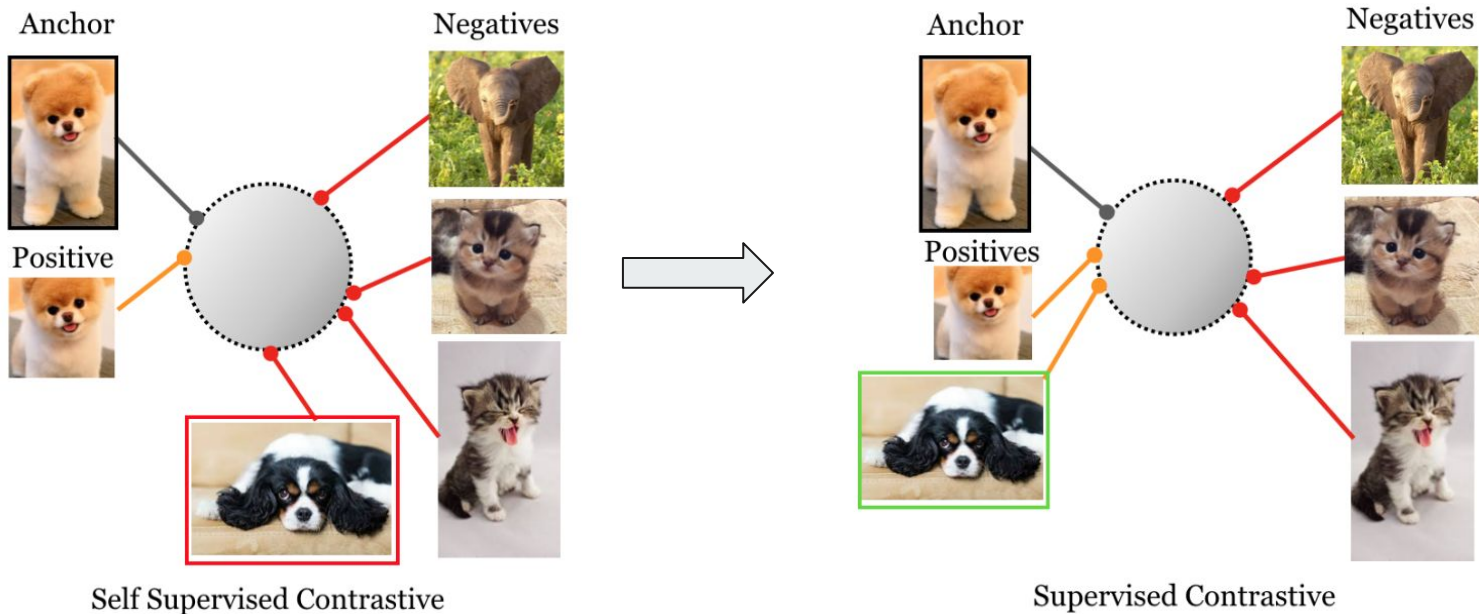 Anchor
Negatives
Positive
Self Supervised Contrastive
Anchor
Negatives
Positives
Supervised Contrastive